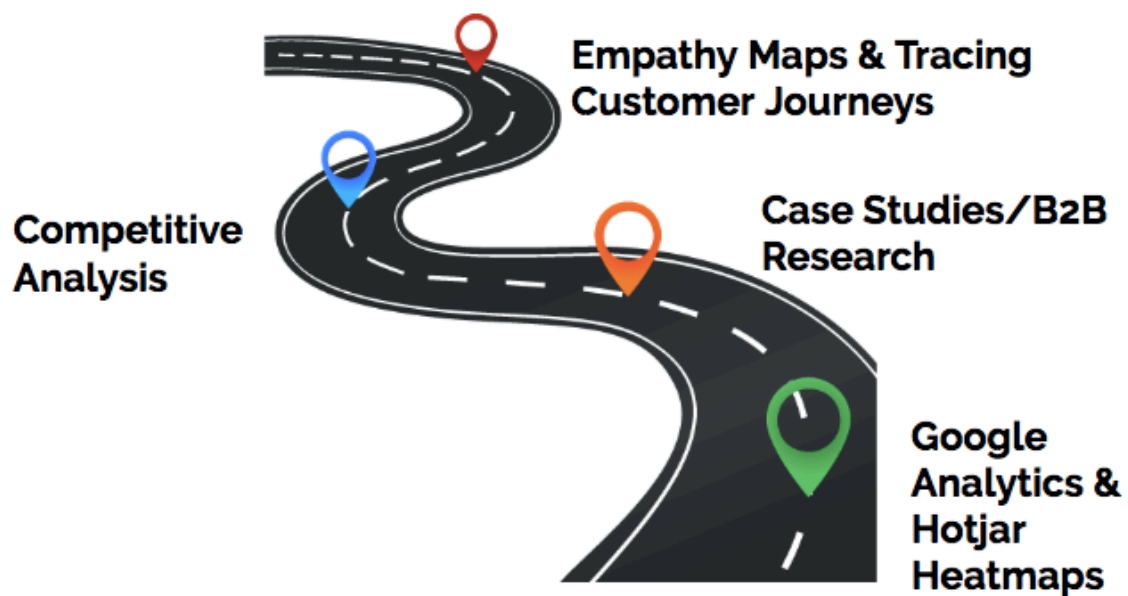 Empathy Maps & Tracing
Customer Journeys
Case Studies/B2B
Research
Competitive
Analysis
Google
Analytics &
Hotjar
Heatmaps